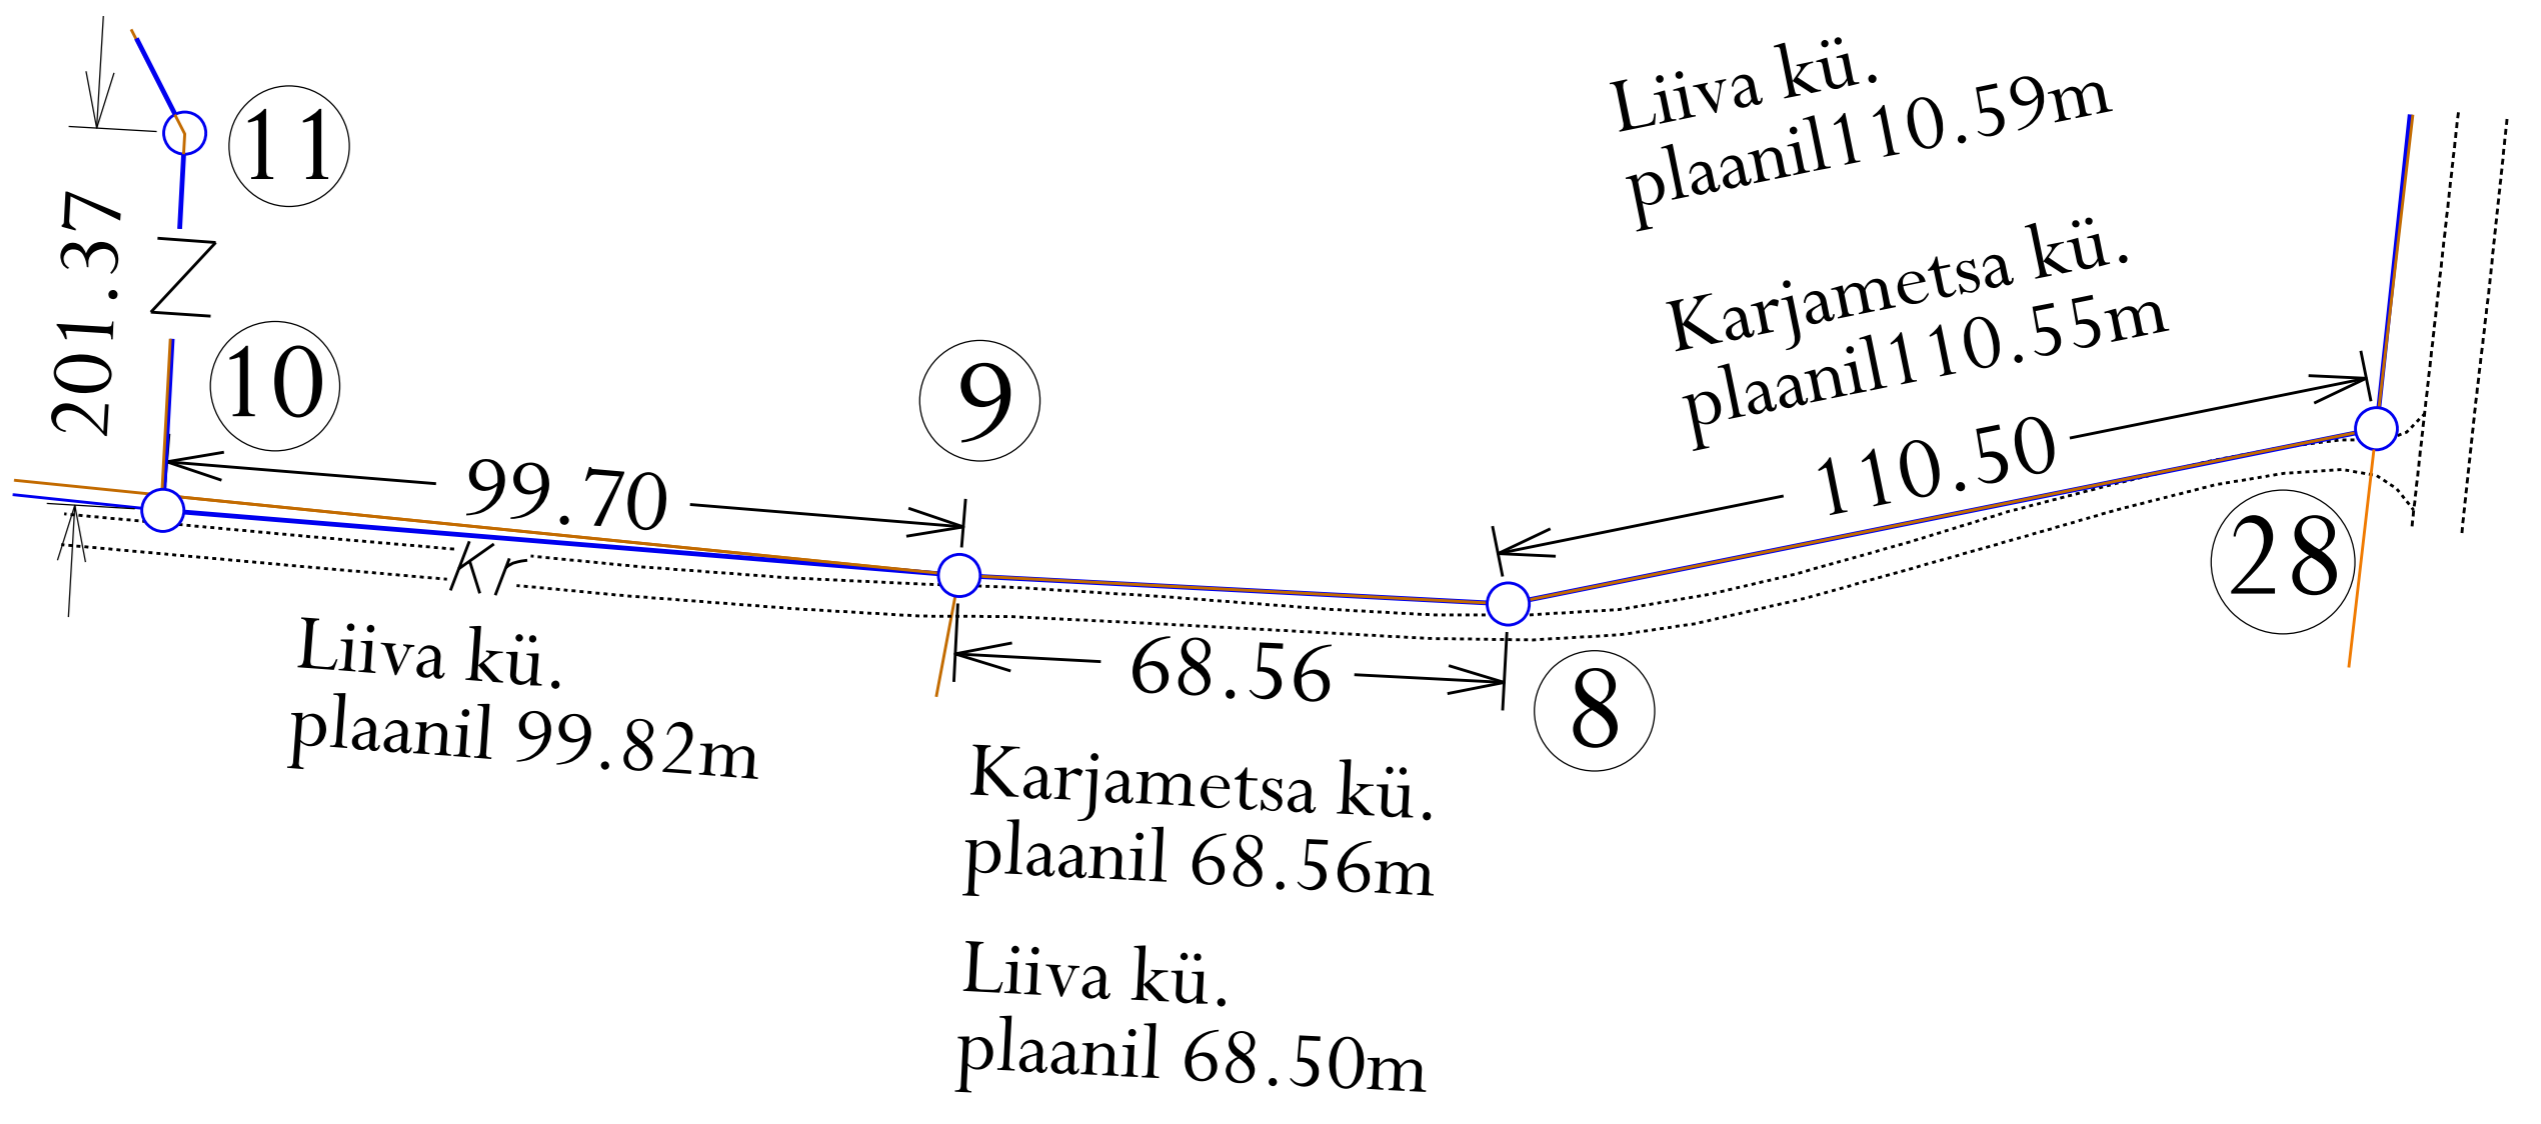 11
201.37
10
99.70
9
Kr
Liiva kü.
plaanil 99.82m
68.56
8
Karjametsa kü.
plaanil 68.56m
Liiva kü.
plaanil 68.50m
Liiva kü.
plaanil110.59m
Karjametsa kü.
plaanil110.55m
110.50
28